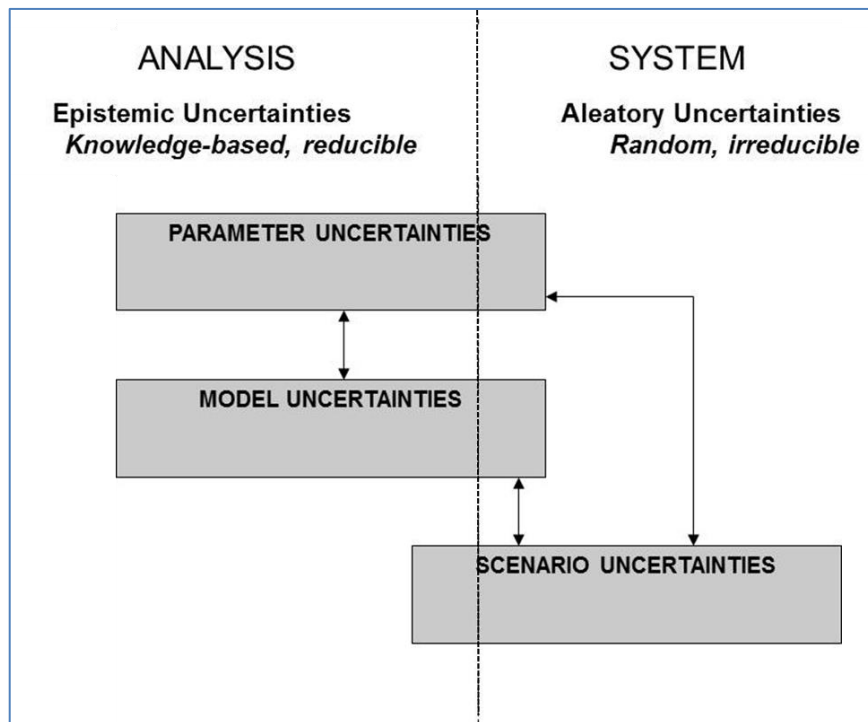 ANALYSIS
SYSTEM
Epistemic Uncertainties
Knowledge-based, reducible
Aleatory Uncertainties
Random, irreducible
PARAMETER UNCERTAINTIES
MODEL UNCERTAINTIES
SCENARIO UNCERTAINTIES